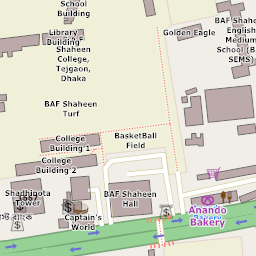 School
Building
BAF Shaheen
English
Medium
School (B
SEMS)
Golden Eagle
Library
Building
Shaheen
College,
Tejgaon,
Dhaka
BAF Shaheen
Turf
BasketBall
Field
College
Building 1
College
Building 2
Shadhinota
Tower
BAF Shaheen
Hall
Captain's
World
Anando
Bakery